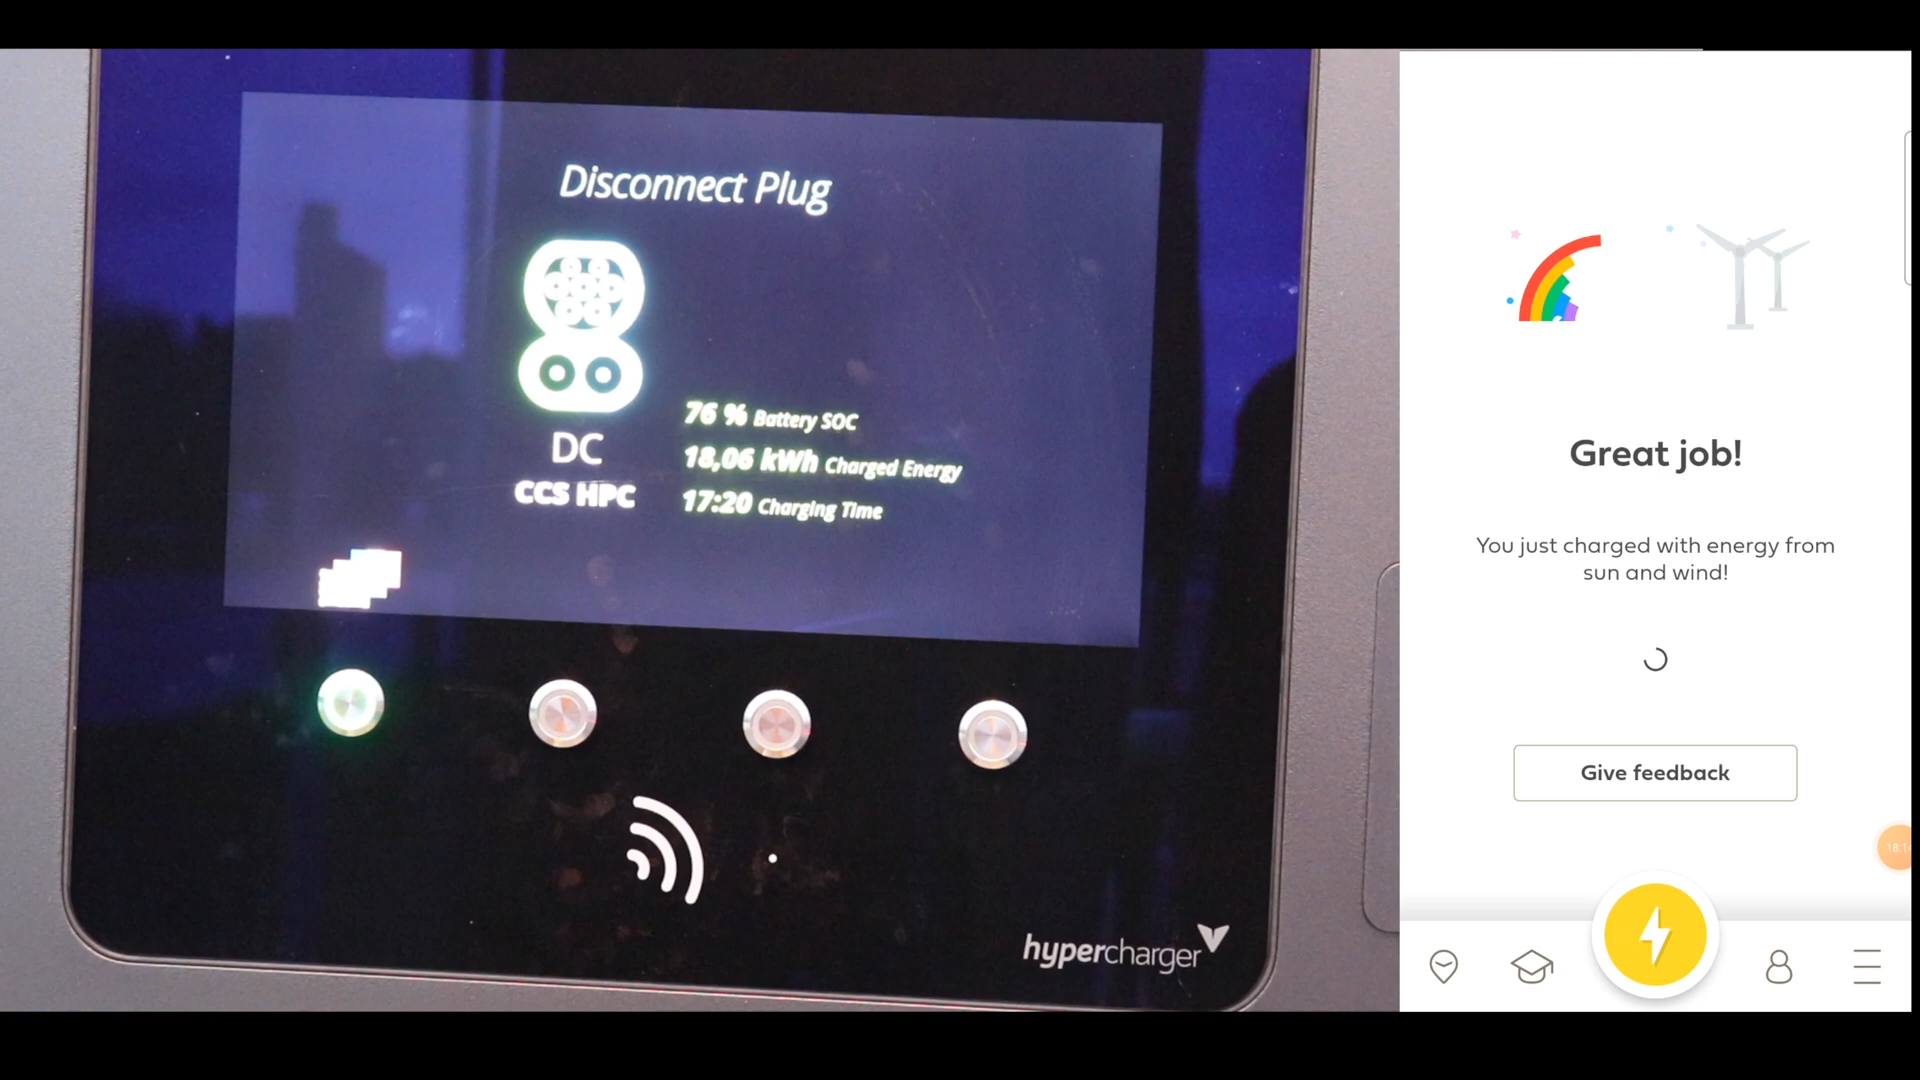 Disconnect Plug
DC
CCS HPC
76 % Battery SOC
18,06 kWh Charged Energy
17:20 Charging Time
hypercharger
Great job!
You just charged with energy from
sun and wind!
Give feedback